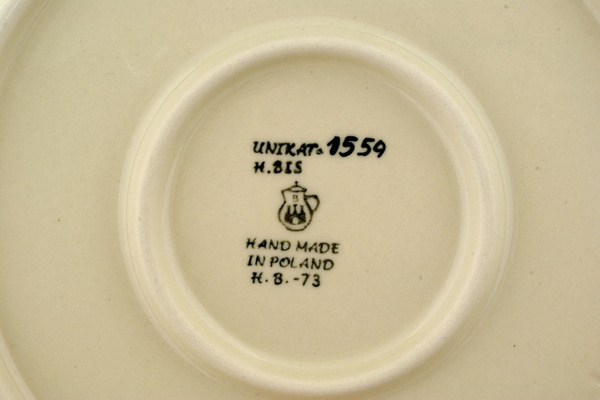 UNIKAT: 1559
H.BIS
B
HAND MADE
IN POLAND
H.B.-73